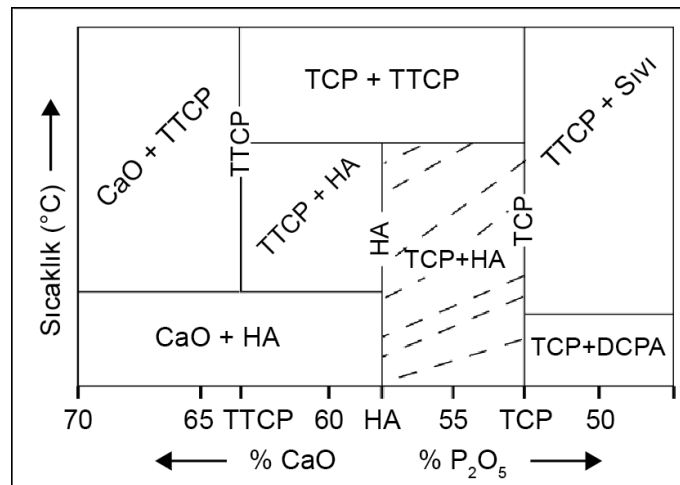 TCP + TTCP
CaO + TTCP
TTCP
TTCP + HA
HA
TCP+HA
TCP
TTCP + Sıvı
CaO + HA
TCP+DCPA
Sıcaklık (°C)
70 65 TTCP 60 HA 55 TCP 50
% CaO % P₂O₅